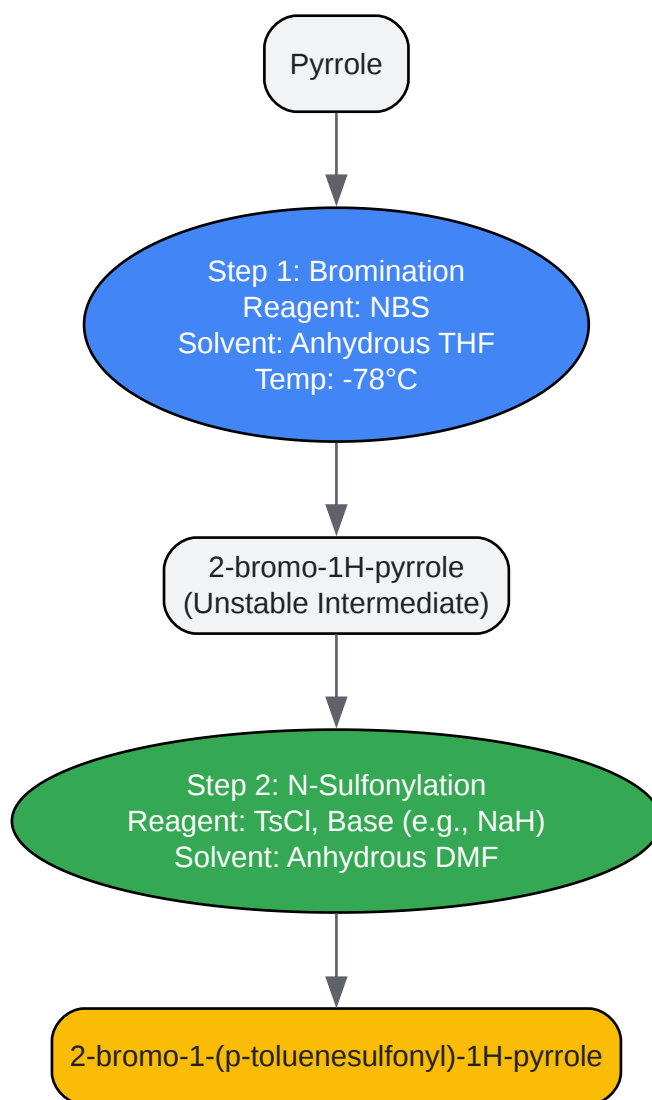 Pyrrole
Step 1: Bromination
Reagent: NBS
Solvent: Anhydrous THF
Temp: -78°C
2-bromo-1H-pyrrole
(Unstable Intermediate)
Step 2: N-Sulfonylation
Reagent: TsCl, Base (e.g., NaH)
Solvent: Anhydrous DMF
2-bromo-1-(p-toluenesulfonyl)-1H-pyrrole